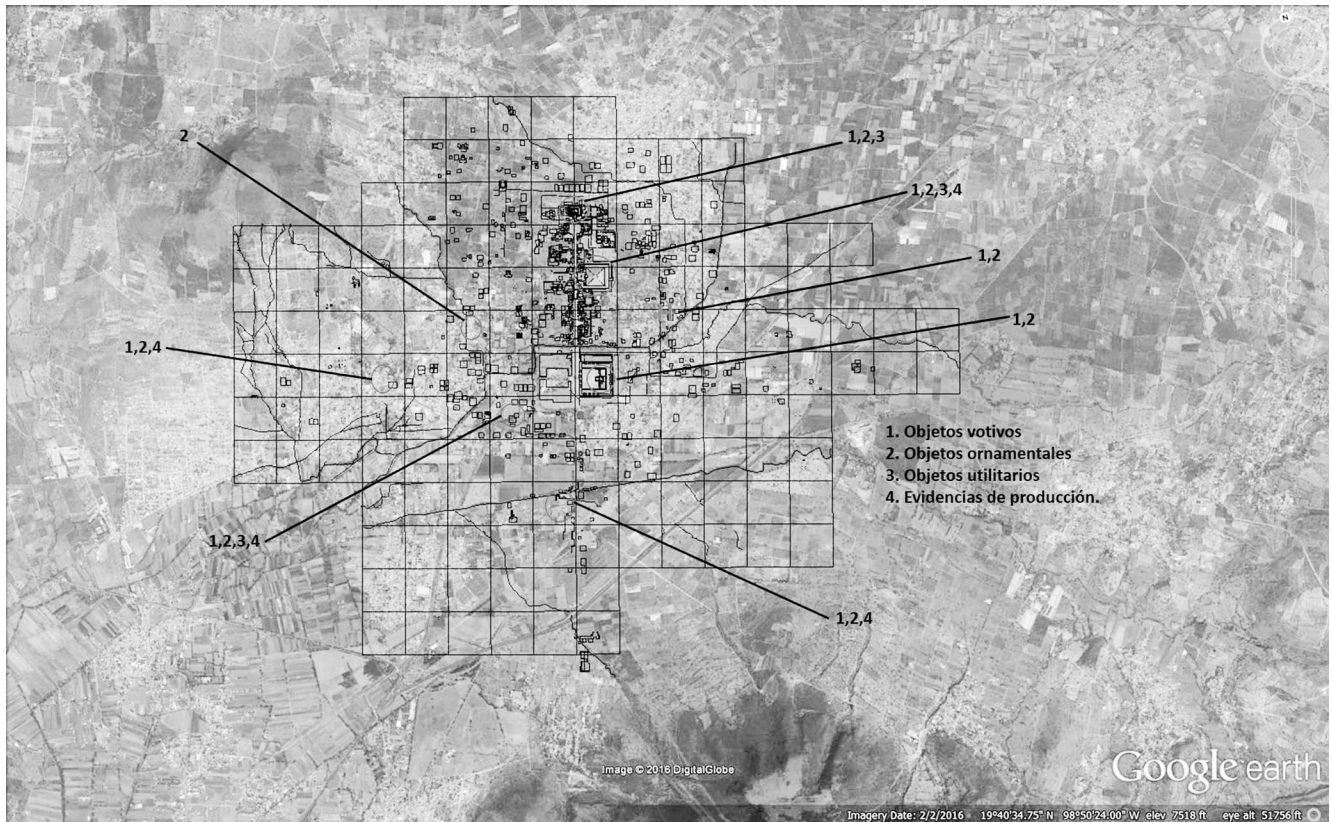 N
2
1,2,3
1,2,3,4
1,2
1,2
1,2,4
1. Objetos votivos
2. Objetos ornamentales
3. Objetos utilitarios
4. Evidencias de producción.
1,2,3,4
1,2,4
Image © 2016 DigitalGlobe
Google earth
Imagery Date: 2/2/2016 19°40'34.75" N 98°50'24.00" W elev 7518 ft eye alt 51756 ft